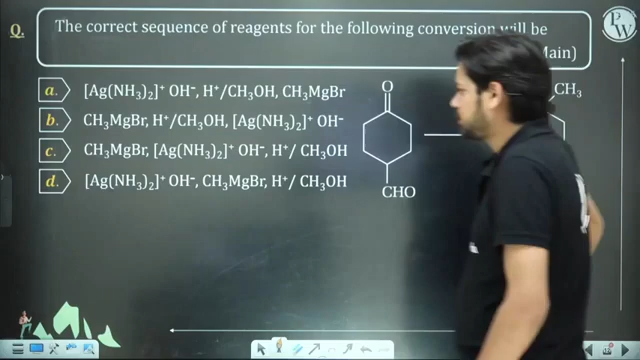 Q. The correct sequence of reagents for the following conversion will be
Main)
PW
a. [Ag(NH₃)₂]⁺ OH⁻, H⁺/CH₃OH, CH₃MgBr
b. CH₃MgBr, H⁺/CH₃OH, [Ag(NH₃)₂]⁺ OH⁻
c. CH₃MgBr, [Ag(NH₃)₂]⁺ OH⁻, H⁺/ CH₃OH
d. [Ag(NH₃)₂]⁺ OH⁻, CH₃MgBr, H⁺/ CH₃OH
O
CHO
CH₃